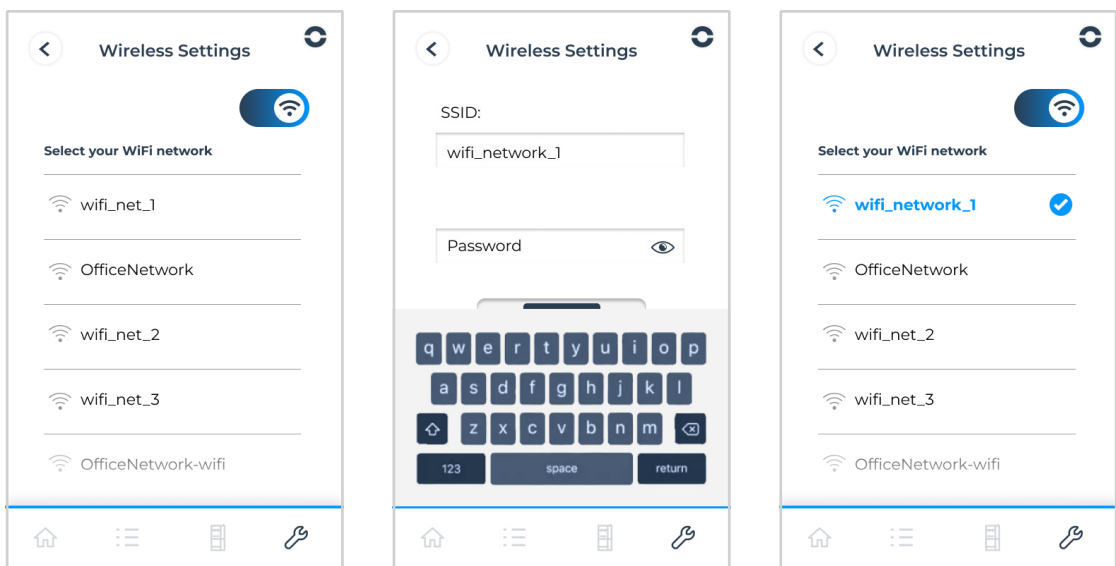 Wireless Settings
Select your WiFi network
wifi_net_1
OfficeNetwork
wifi_net_2
wifi_net_3
OfficeNetwork-wifi
Wireless Settings
SSID:
wifi_network_1
Password
q w e r t y u i o p
a s d f g h j k l
z x c v b n m
123 space return
Wireless Settings
Select your WiFi network
wifi_network_1
OfficeNetwork
wifi_net_2
wifi_net_3
OfficeNetwork-wifi